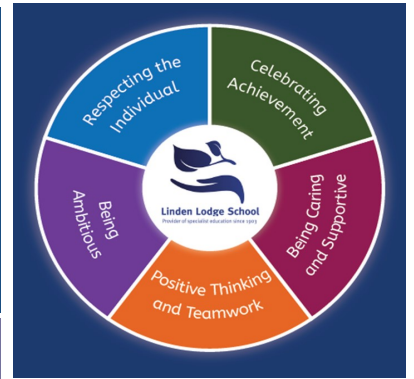 Respecting the
Individual
Celebrating
Achievement
Being Caring
and Supportive
Positive Thinking
and Teamwork
Being
Ambitious
Linden Lodge School
Provider of specialist education since 1903